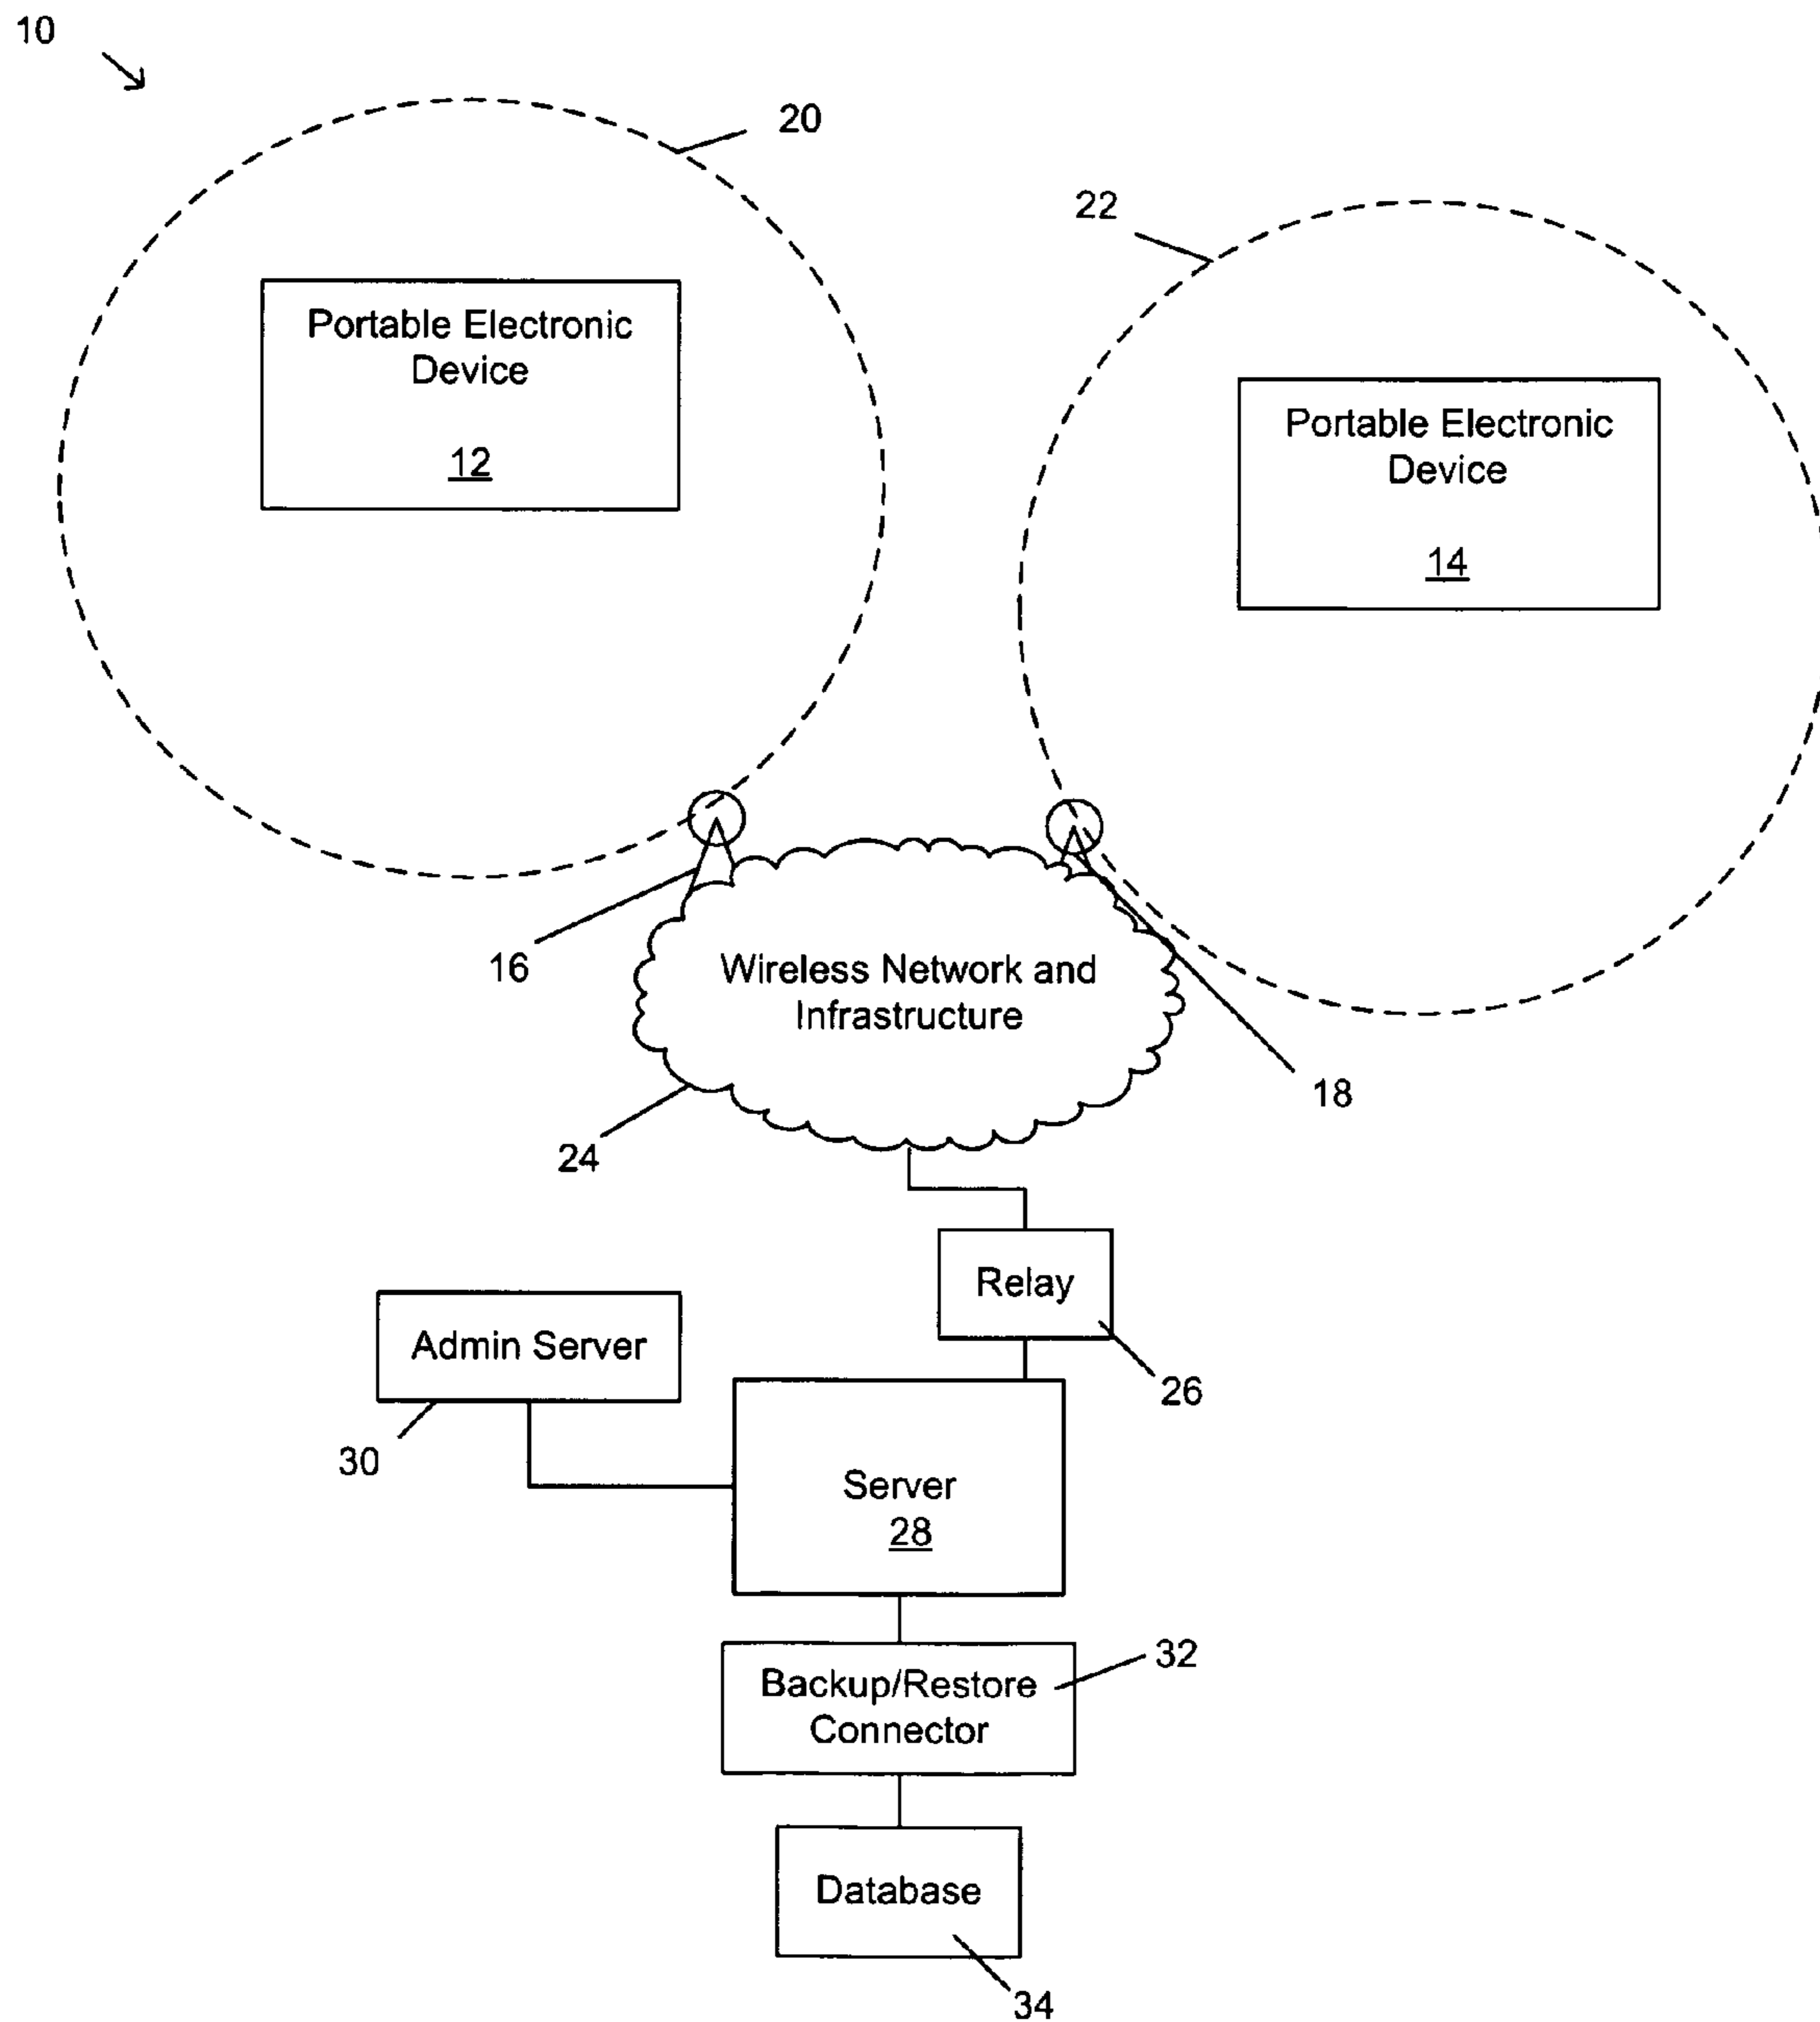 10
20
22
Portable Electronic
Device
12
Portable Electronic
Device
14
16
Wireless Network and
Infrastructure
18
24
Relay
Admin Server
26
30
Server
28
32
Backup/Restore
Connector
Database
34